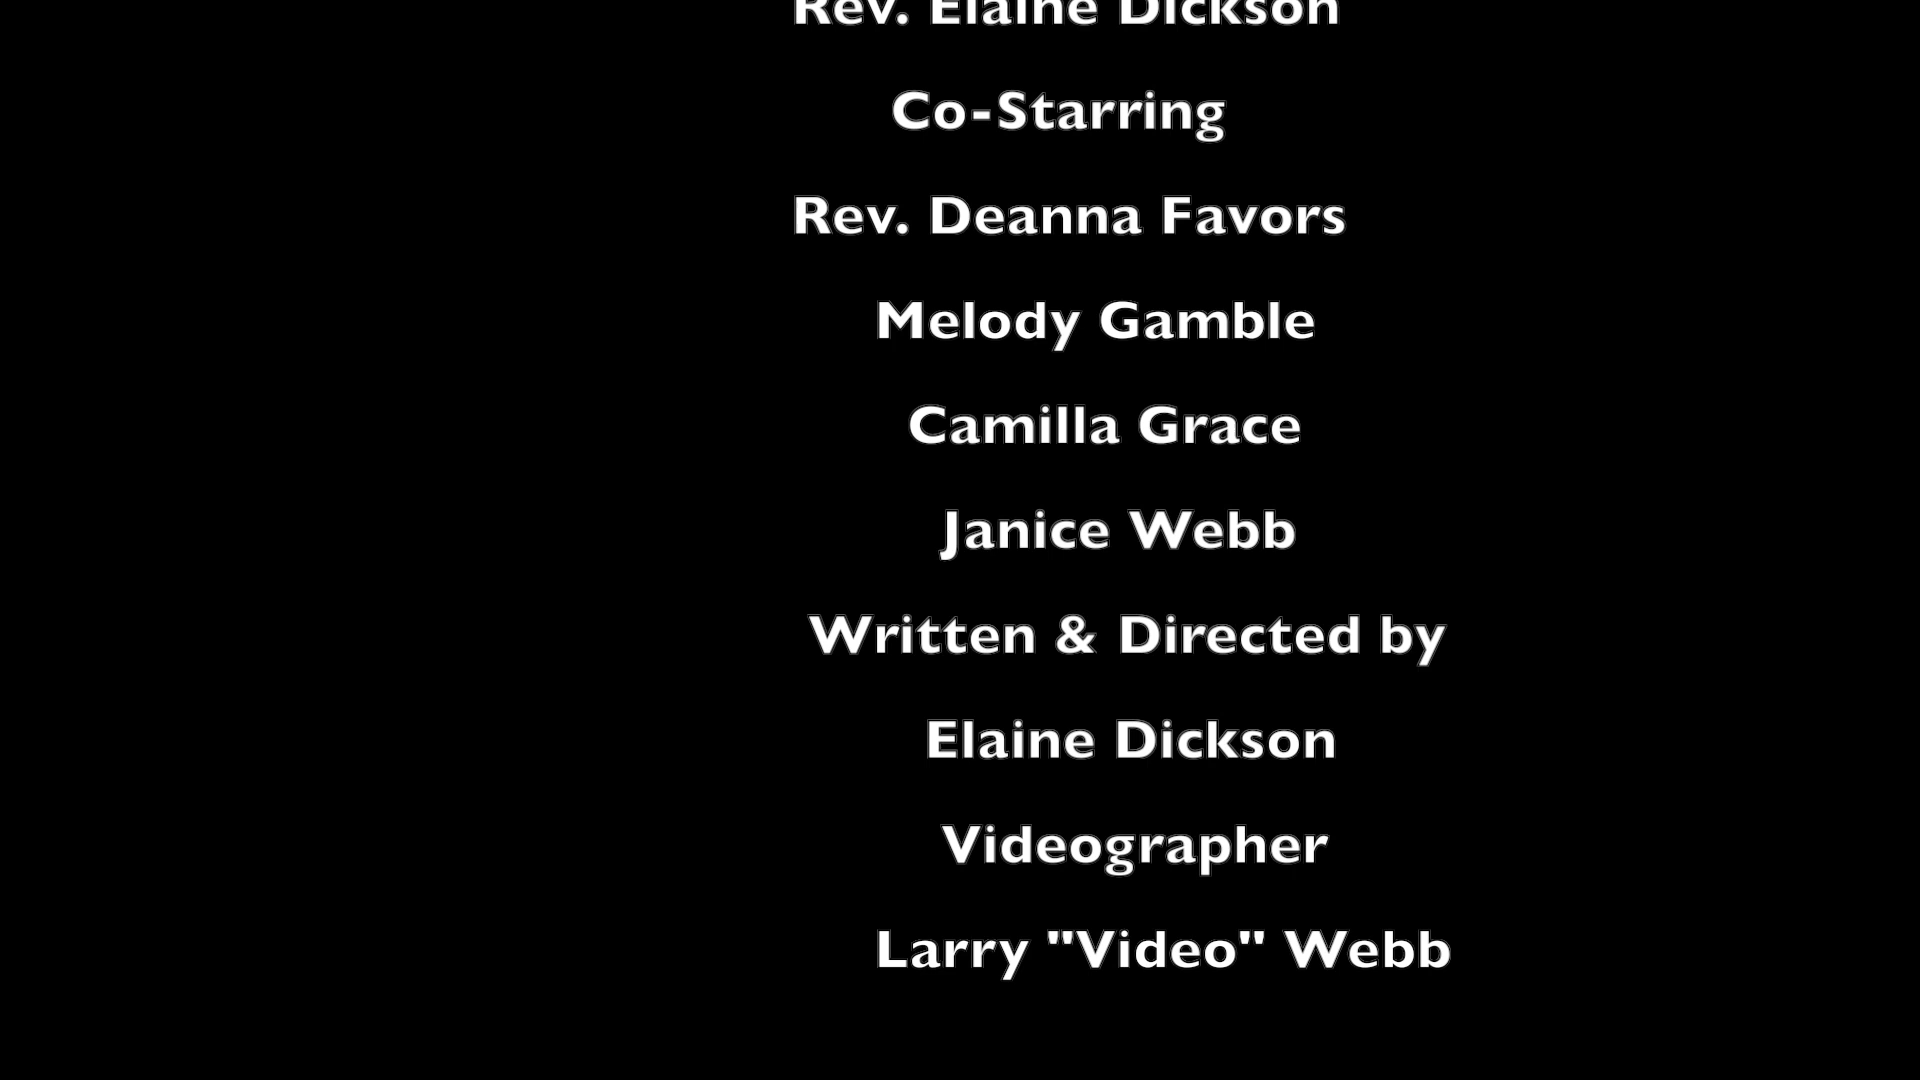 Rev. Elaine Dickson
Co-Starring
Rev. Deanna Favors
Melody Gamble
Camilla Grace
Janice Webb
Written & Directed by
Elaine Dickson
Videographer
Larry "Video" Webb